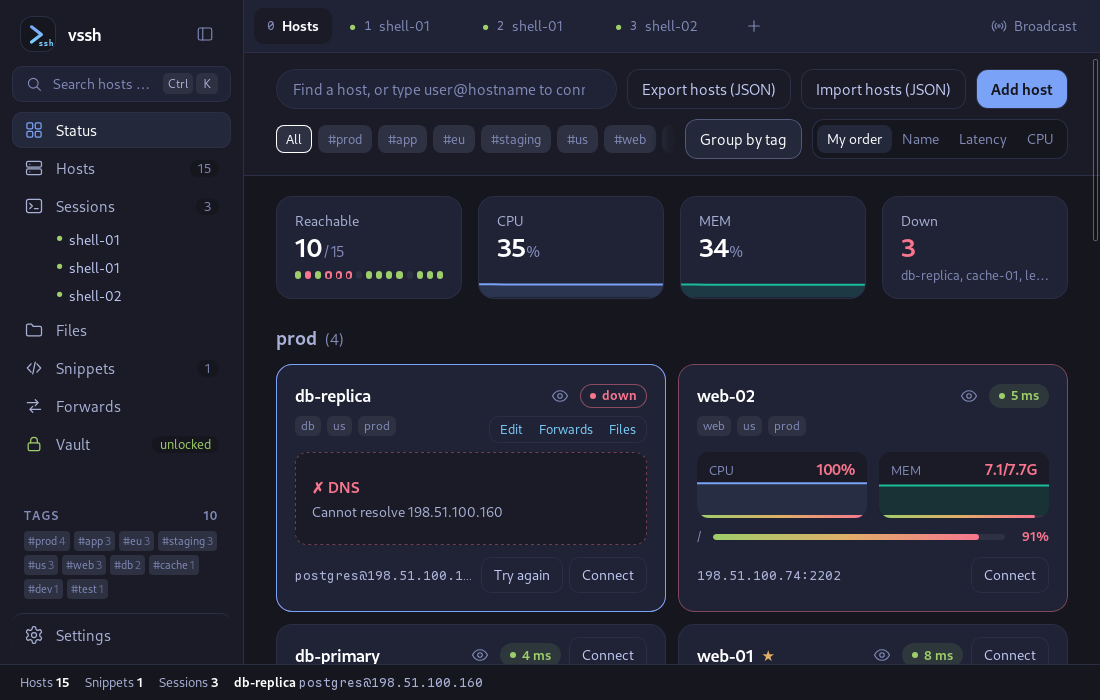 ssh
vssh
Search hosts … Ctrl K
Status
Hosts 15
Sessions 3
shell-01
shell-01
shell-02
Files
Snippets 1
Forwards
Vault unlocked
TAGS 10
#prod 4 #app 3 #eu 3 #staging 3
#us 3 #web 3 #db 2 #cache 1
#dev 1 #test 1
Settings
0 Hosts 1 shell-01 2 shell-01 3 shell-02 + Broadcast
Find a host, or type user@hostname to conr Export hosts (JSON) Import hosts (JSON) Add host
All #prod #app #eu #staging #us #web Group by tag My order Name Latency CPU
Reachable
10/15
CPU
35%
MEM
34%
Down
3
db-replica, cache-01, le…
prod (4)
db-replica down
db us prod Edit Forwards Files
✗ DNS
Cannot resolve 198.51.100.160
postgres@198.51.100.1… Try again Connect
web-02 5 ms
web us prod
CPU 100% MEM 7.1/7.7G
/ 91%
198.51.100.74:2202 Connect
db-primary 4 ms Connect
web-01 ★ 8 ms Connect
Hosts 15 Snippets 1 Sessions 3 db-replica postgres@198.51.100.160